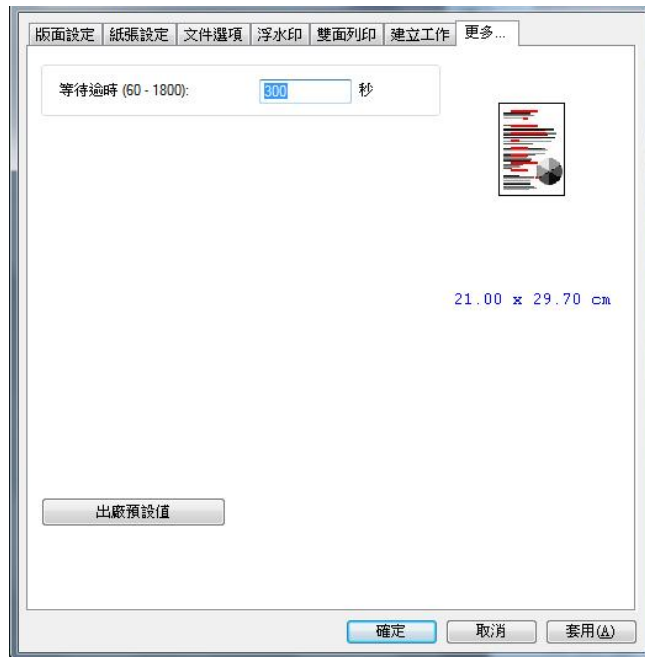 版面設定 紙張設定 文件選項 浮水印 雙面列印 建立工作 更多...
等待逾時 (60 - 1800): 300 秒
21.00 x 29.70 cm
出廠預設值
確定 取消 套用(A)